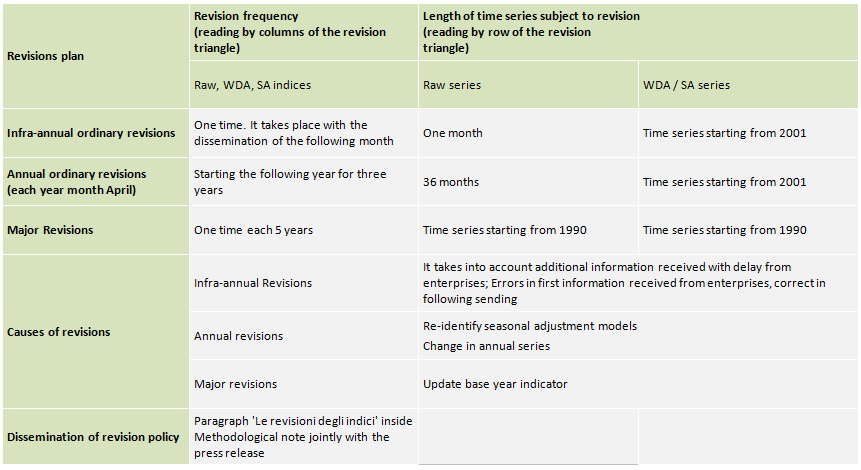 Revisions plan
Revision frequency
(reading by columns of the revision
triangle)
Length of time series subject to revision
(reading by row of the revision
triangle)
Raw, WDA, SA indices
Raw series
WDA / SA series
Infra-annual ordinary revisions
One time. It takes place with the
dissemination of the following month
One month
Time series starting from 2001
Annual ordinary revisions
(each year month April)
Starting the following year for three
years
36 months
Time series starting from 2001
Major Revisions
One time each 5 years
Time series starting from 1990
Time series starting from 1990
Causes of revisions
Infra-annual Revisions
It takes into account additional information received with delay from
enterprises; Errors in first information received from enterprises, correct in
following sending
Annual revisions
Re-identify seasonal adjustment models
Change in annual series
Major revisions
Update base year indicator
Dissemination of revision policy
Paragraph 'Le revisioni degli indici' inside
Methodological note jointly with the
press release